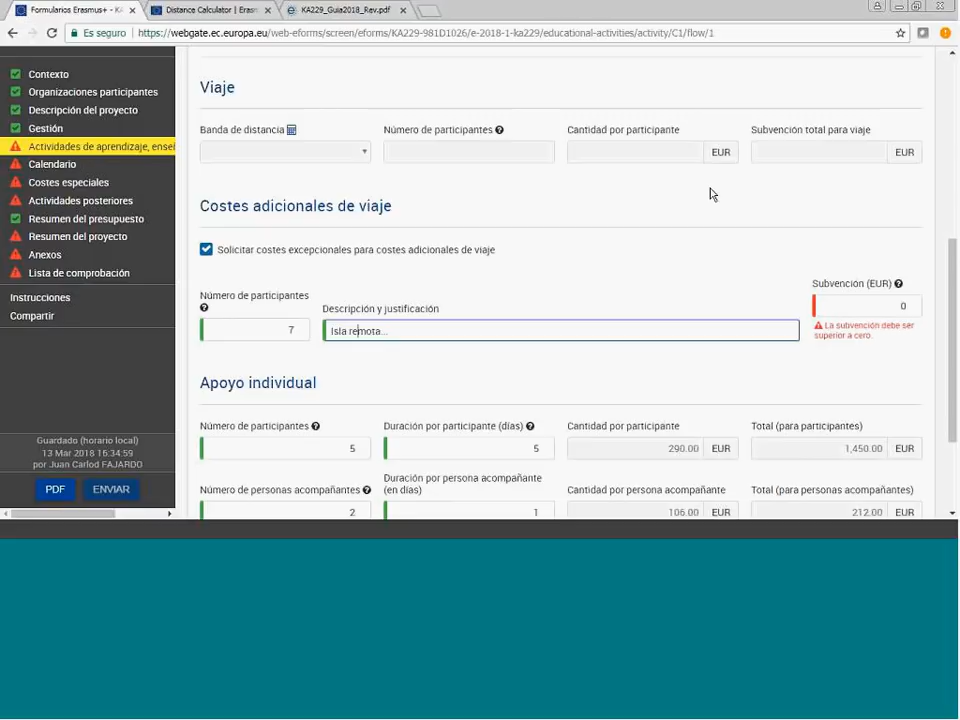 Formularios Erasmus+ - KA
Distance Calculator | Erasm
KA229_Guia2018_Rev.pdf
Es seguro
https://webgate.ec.europa.eu/web-eforms/screen/eforms/KA229-981D1026/e-2018-1-ka229/educational-activities/activity/C1/flow/1
Contexto
Organizaciones participantes
Descripción del proyecto
Gestión
Actividades de aprendizaje, enseñ
Calendario
Costes especiales
Actividades posteriores
Resumen del presupuesto
Resumen del proyecto
Anexos
Lista de comprobación
Instrucciones
Compartir
Guardado (horario local)
13 Mar 2018 16:34:59
por Juan Carlod FAJARDO
PDF
ENVIAR
Viaje
Banda de distancia
Número de participantes
Cantidad por participante
Subvención total para viaje
EUR
EUR
Costes adicionales de viaje
Solicitar costes excepcionales para costes adicionales de viaje
Número de participantes
Descripción y justificación
Subvención (EUR)
7
Isla remota...
0
La subvención debe ser
superior a cero.
Apoyo individual
Número de participantes
Duración por participante (días)
Cantidad por participante
Total (para participantes)
5
5
290.00 EUR
1,450.00 EUR
Número de personas acompañantes
Duración por persona acompañante
(en días)
Cantidad por persona acompañante
Total (para personas acompañantes)
2
1
106.00 EUR
212.00 EUR